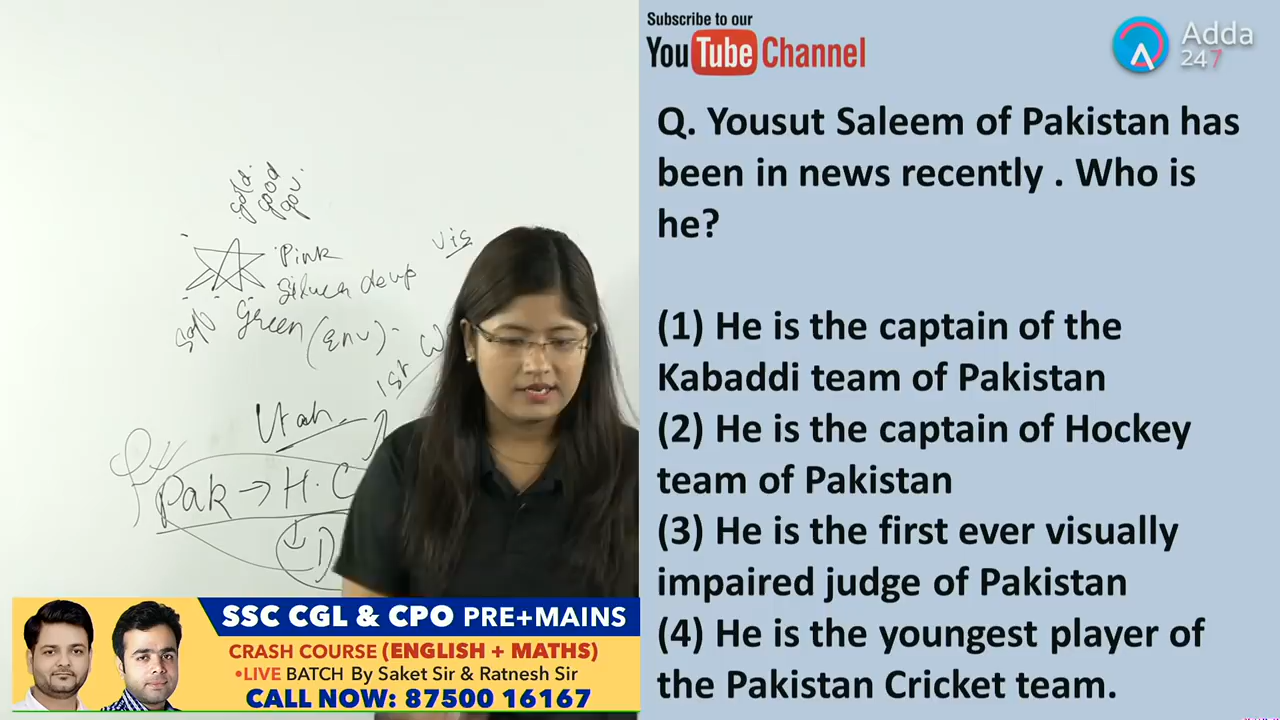 Subscribe to our
YouTube Channel
Adda
247
Q. Yousut Saleem of Pakistan has
been in news recently . Who is
he?
(1) He is the captain of the
Kabaddi team of Pakistan
(2) He is the captain of Hockey
team of Pakistan
(3) He is the first ever visually
impaired judge of Pakistan
(4) He is the youngest player of
the Pakistan Cricket team.
gold
good
Pink
vis
Green (env)
1st W
Utah
Pak → H.C
SSC CGL & CPO PRE+MAINS
CRASH COURSE (ENGLISH + MATHS)
•LIVE BATCH By Saket Sir & Ratnesh Sir
CALL NOW: 87500 16167